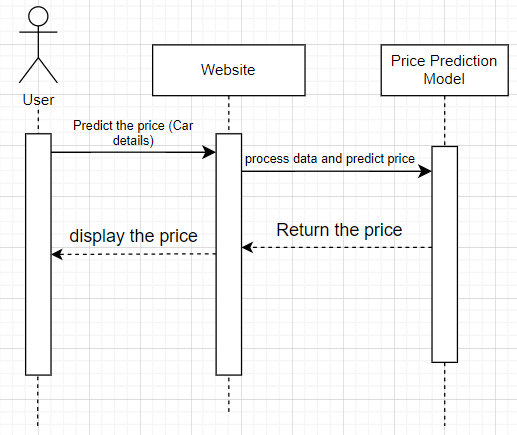 User
Website
Price Prediction
Model
Predict the price (Car
details)
process data and predict price
Return the price
display the price